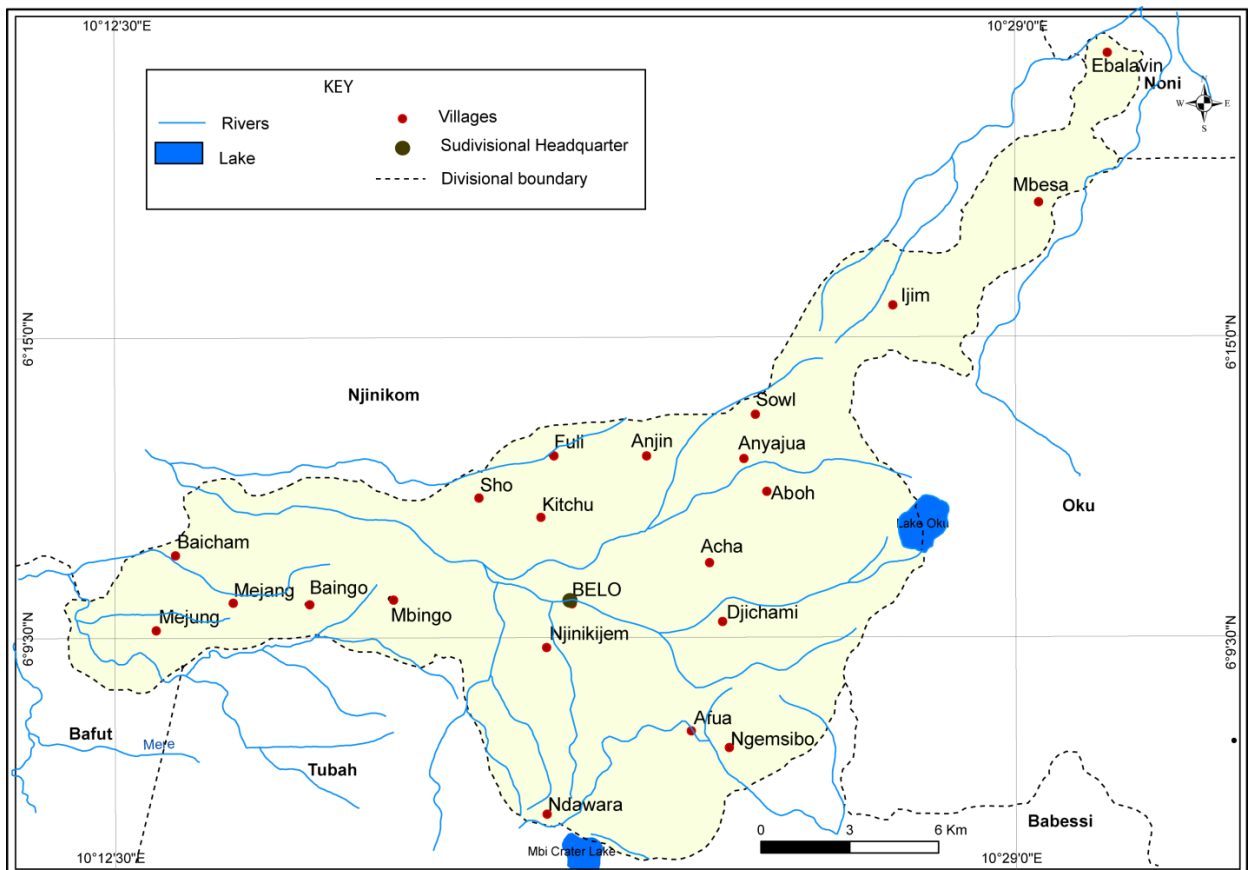 10°12'30"E
10°29'0"E
Ebalavin
Noni
N
W
E
S
KEY
Rivers
Villages
Lake
Sudivisional Headquarter
Divisional boundary
Mbesa
Ijim
6°15'0"N
6°15'0"N
Njinikom
Sowl
Fuli
Anjin
Anyajua
Sho
Aboh
Kitchu
Oku
Lake Oku
Baicham
Acha
Mejang
Baingo
BELO
Mbingo
Mejung
Djichami
Njinikijem
6°9'30"N
6°9'30"N
Afua
Bafut
Mere
Ngemsibo
Tubah
Ndawara
0
3
6 Km
Babessi
Mbi Crater Lake
10°12'30"E
10°29'0"E